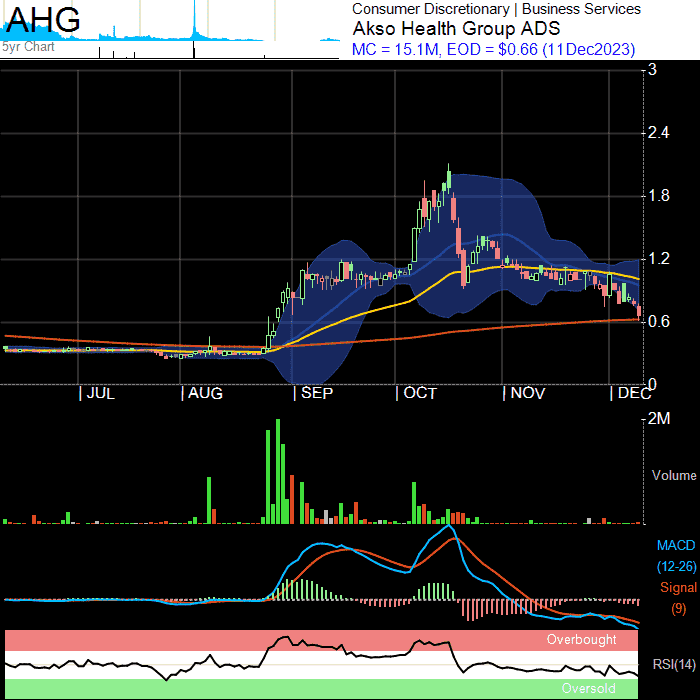 AHG
5yr Chart
Consumer Discretionary | Business Services
Akso Health Group ADS
MC = 15.1M, EOD = $0.66 (11Dec2023)
3
2.4
1.8
1.2
0.6
0
| JUL | AUG | SEP | OCT | NOV | DEC
2M
Volume
MACD
(12-26)
Signal
(9)
Overbought
RSI(14)
Oversold